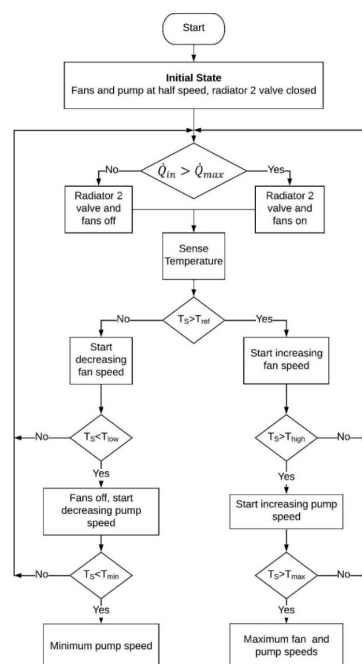 Start
Initial State
Fans and pump at half speed, radiator 2 valve closed
No
Q̇in > Q̇max
Yes
Radiator 2
valve and
fans off
Radiator 2
valve and
fans on
Sense
Temperature
No
TS>Tref
Yes
Start
decreasing
fan speed
Start increasing
fan speed
No
TS<Tlow
TS>Thigh
No
Yes
Yes
Fans off, start
decreasing pump
speed
Start increasing pump
speed
No
TS<Tmin
TS>Tmax
No
Yes
Yes
Minimum pump speed
Maximum fan and
pump speeds